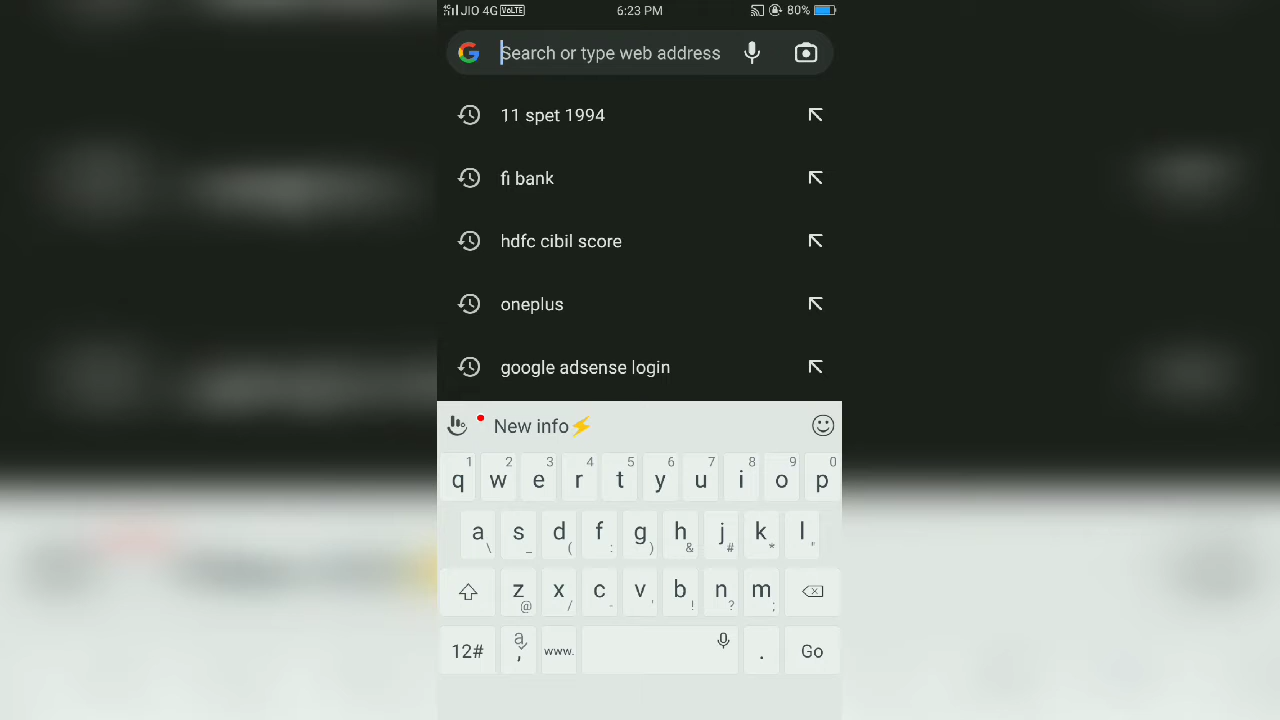 JIO 4G VoLTE 6:23 PM 80%
Search or type web address
11 spet 1994
fi bank
hdfc cibil score
oneplus
google adsense login
New info⚡
1 2 3 4 5 6 7 8 9 0
q w e r t y u i o p
a s d f g h j k l
\ _ ( : ) & # * "
z x c v b n m
@ / - ' ! ? ;
12# a , www. . Go